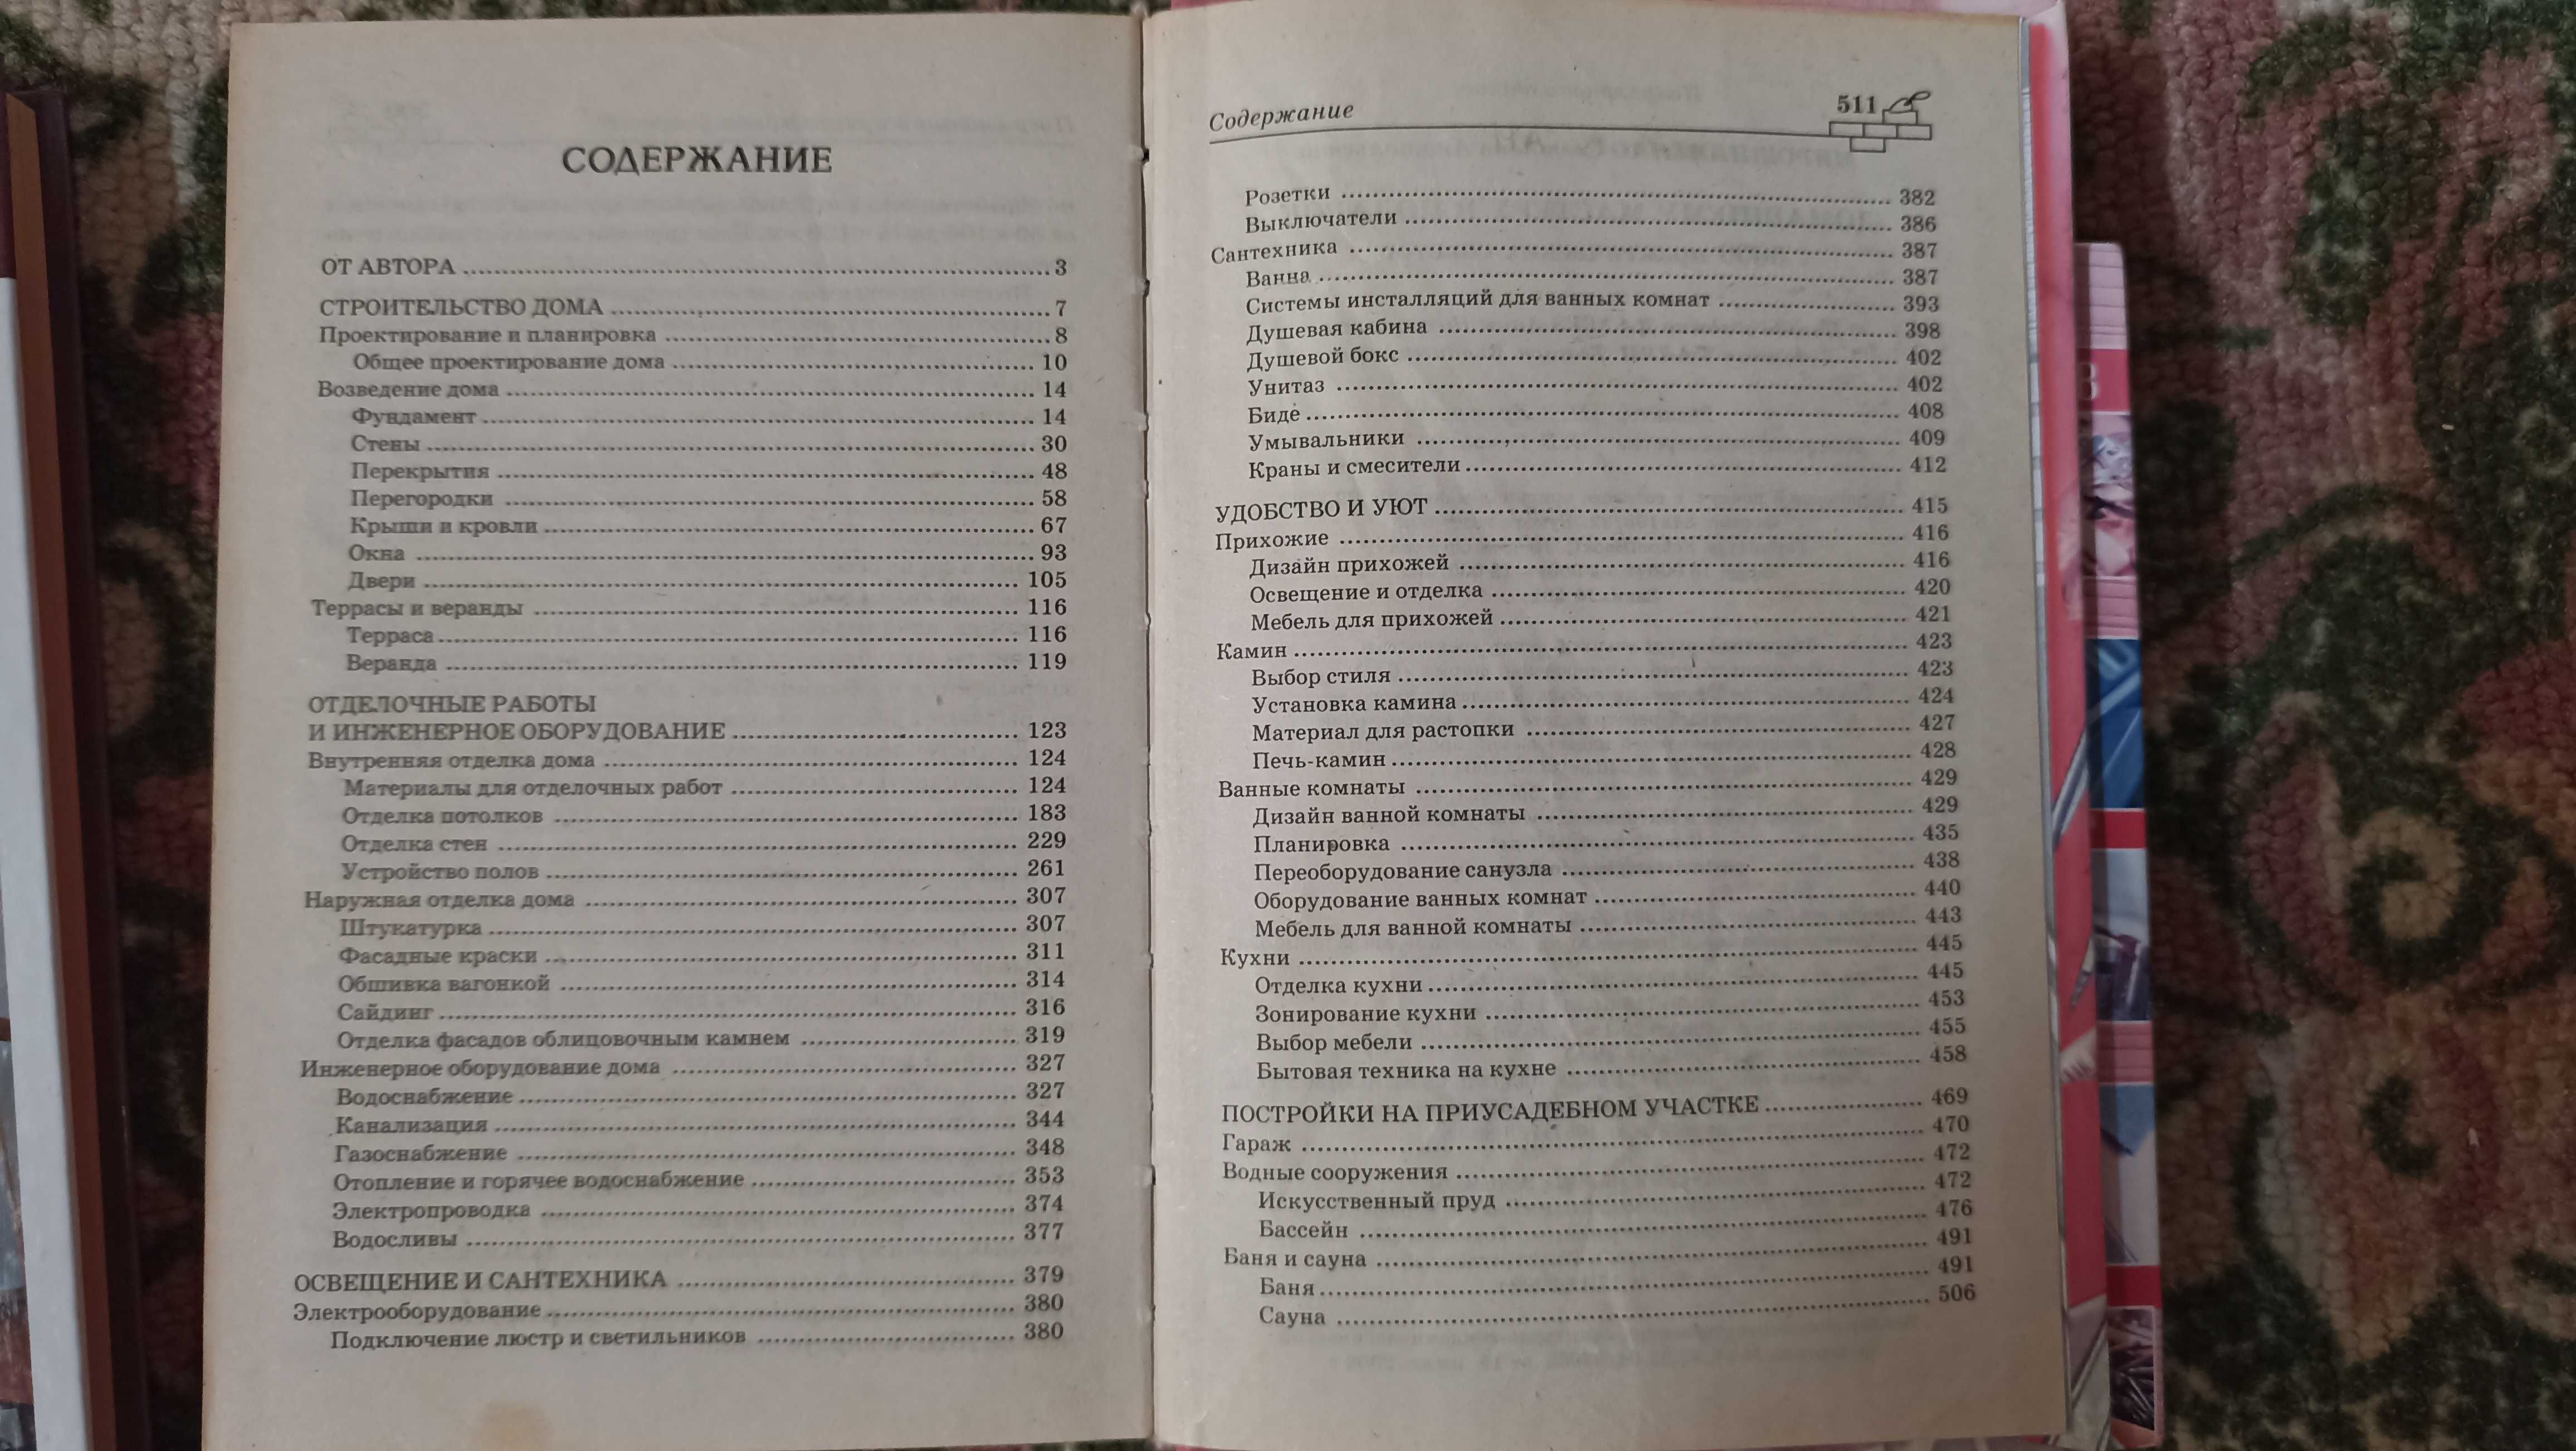 СОДЕРЖАНИЕ
ОТ АВТОРА ... 3
СТРОИТЕЛЬСТВО ДОМА ... 7
Проектирование и планировка ... 8
Общее проектирование дома ... 10
Возведение дома ... 14
Фундамент ... 14
Стены ... 30
Перекрытия ... 48
Перегородки ... 58
Крыши и кровли ... 67
Окна ... 93
Двери ... 105
Террасы и веранды ... 116
Терраса ... 116
Веранда ... 119
ОТДЕЛОЧНЫЕ РАБОТЫ
И ИНЖЕНЕРНОЕ ОБОРУДОВАНИЕ ... 123
Внутренняя отделка дома ... 124
Материалы для отделочных работ ... 124
Отделка потолков ... 183
Отделка стен ... 229
Устройство полов ... 261
Наружная отделка дома ... 307
Штукатурка ... 307
Фасадные краски ... 311
Обшивка вагонкой ... 314
Сайдинг ... 316
Отделка фасадов облицовочным камнем ... 319
Инженерное оборудование дома ... 327
Водоснабжение ... 327
Канализация ... 344
Газоснабжение ... 348
Отопление и горячее водоснабжение ... 353
Электропроводка ... 374
Водосливы ... 377
ОСВЕЩЕНИЕ И САНТЕХНИКА ... 379
Электрооборудование ... 380
Подключение люстр и светильников ... 380
Содержание 511
Розетки ... 382
Выключатели ... 386
Сантехника ... 387
Ванна ... 387
Системы инсталляций для ванных комнат ... 393
Душевая кабина ... 398
Душевой бокс ... 402
Унитаз ... 402
Биде ... 408
Умывальники ... 409
Краны и смесители ... 412
УДОБСТВО И УЮТ ... 415
Прихожие ... 416
Дизайн прихожей ... 416
Освещение и отделка ... 420
Мебель для прихожей ... 421
Камин ... 423
Выбор стиля ... 423
Установка камина ... 424
Материал для растопки ... 427
Печь-камин ... 428
Ванные комнаты ... 429
Дизайн ванной комнаты ... 429
Планировка ... 435
Переоборудование санузла ... 438
Оборудование ванных комнат ... 440
Мебель для ванной комнаты ... 443
Кухни ... 445
Отделка кухни ... 445
Зонирование кухни ... 453
Выбор мебели ... 455
Бытовая техника на кухне ... 458
ПОСТРОЙКИ НА ПРИУСАДЕБНОМ УЧАСТКЕ ... 469
Гараж ... 470
Водные сооружения ... 472
Искусственный пруд ... 472
Бассейн ... 476
Баня и сауна ... 491
Баня ... 491
Сауна ... 506